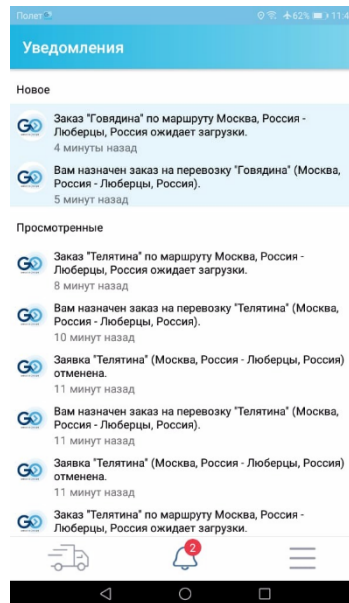 Полет
62% 11:4
Уведомления
Новое
Заказ "Говядина" по маршруту Москва, Россия -
Люберцы, Россия ожидает загрузки.
4 минуты назад
Вам назначен заказ на перевозку "Говядина" (Москва,
Россия - Люберцы, Россия).
5 минут назад
Просмотренные
Заказ "Телятина" по маршруту Москва, Россия -
Люберцы, Россия ожидает загрузки.
8 минут назад
Вам назначен заказ на перевозку "Телятина" (Москва,
Россия - Люберцы, Россия).
10 минут назад
Заявка "Телятина" (Москва, Россия - Люберцы, Россия)
отменена.
11 минут назад
Вам назначен заказ на перевозку "Телятина" (Москва,
Россия - Люберцы, Россия).
11 минут назад
Заявка "Телятина" (Москва, Россия - Люберцы, Россия)
отменена.
11 минут назад
Заказ "Телятина" по маршруту Москва, Россия -
Люберцы, Россия ожидает загрузки.
2